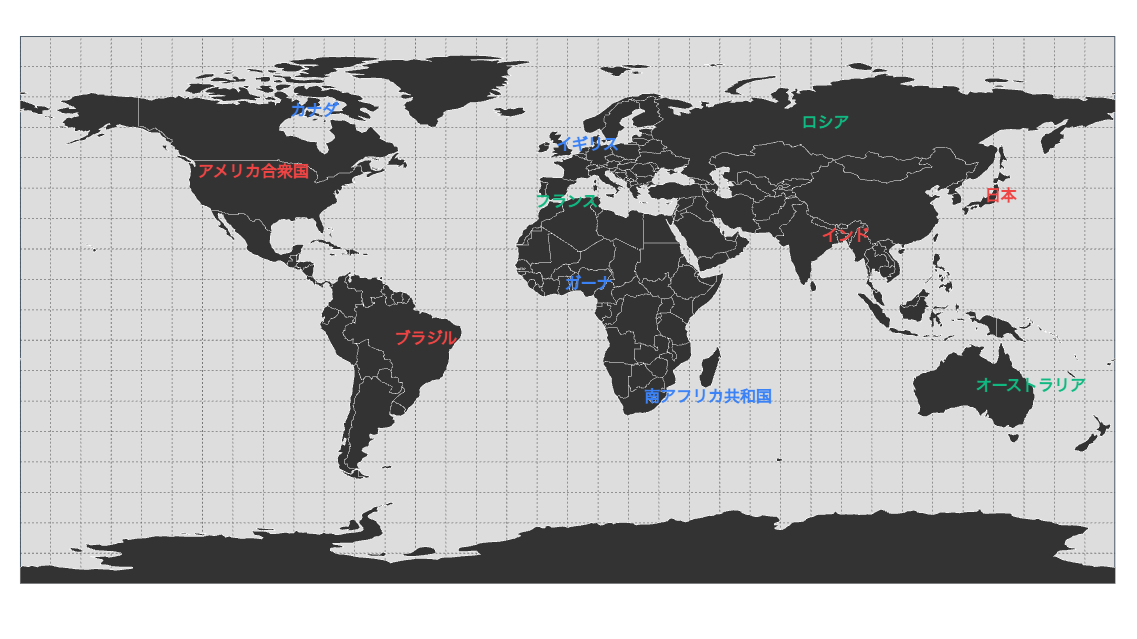 カナダ
ロシア
イギリス
アメリカ合衆国
日本
フランス
インド
ガーナ
ブラジル
オーストラリア
南アフリカ共和国